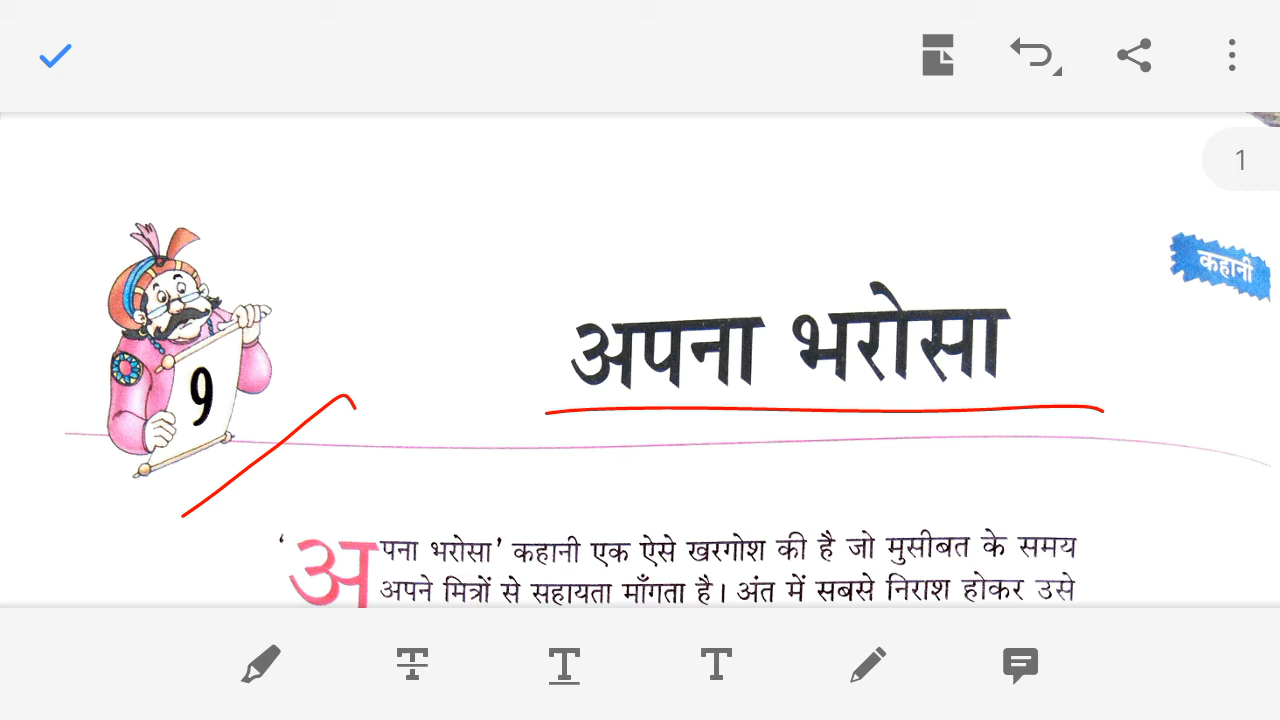 1
कहानी
अपना भरोसा
9
'अपना भरोसा' कहानी एक ऐसे खरगोश की है जो मुसीबत के समय
अपने मित्रों से सहायता माँगता है। अंत में सबसे निराश होकर उसे